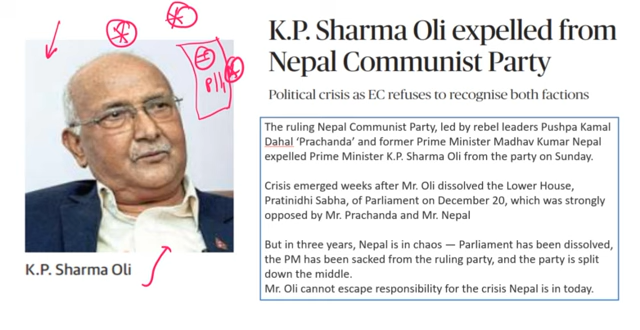 K.P. Sharma Oli expelled from
Nepal Communist Party
Political crisis as EC refuses to recognise both factions
The ruling Nepal Communist Party, led by rebel leaders Pushpa Kamal
Dahal ‘Prachanda’ and former Prime Minister Madhav Kumar Nepal
expelled Prime Minister K.P. Sharma Oli from the party on Sunday.
Crisis emerged weeks after Mr. Oli dissolved the Lower House,
Pratinidhi Sabha, of Parliament on December 20, which was strongly
opposed by Mr. Prachanda and Mr. Nepal
But in three years, Nepal is in chaos — Parliament has been dissolved,
the PM has been sacked from the ruling party, and the party is split
down the middle.
Mr. Oli cannot escape responsibility for the crisis Nepal is in today.
K.P. Sharma Oli